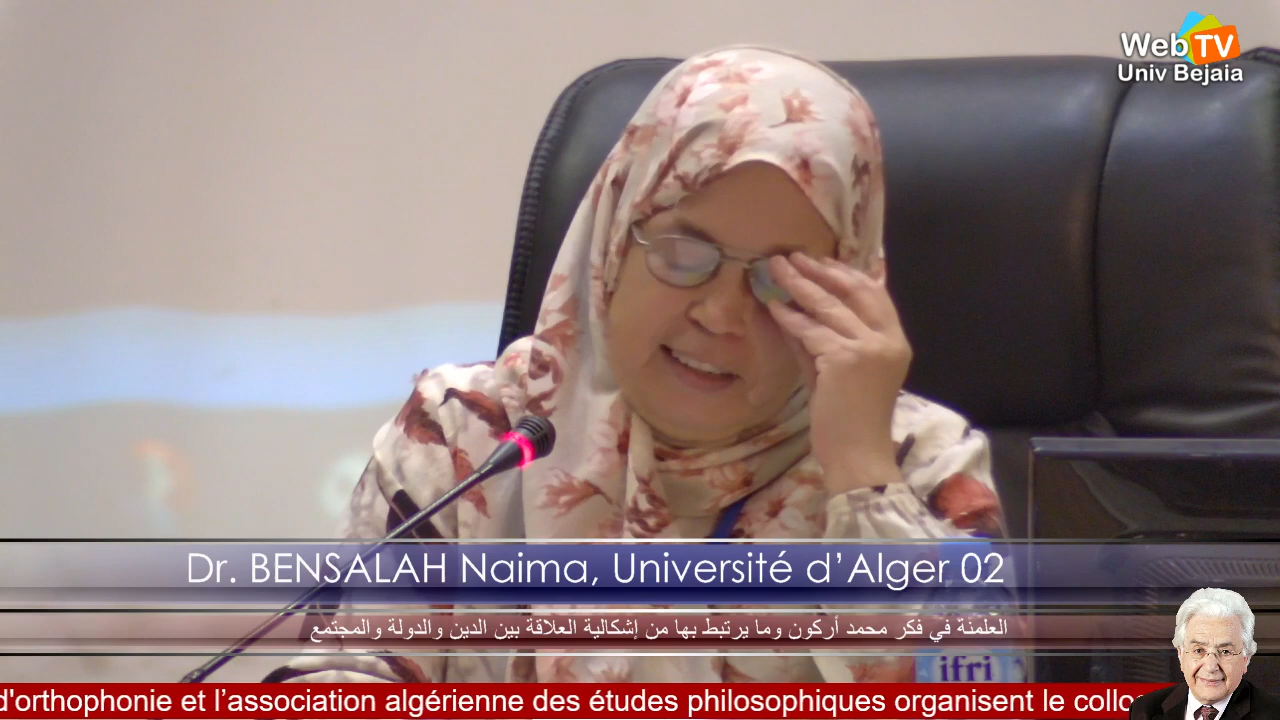 Web TV
Univ Bejaia
Dr. BENSALAH Naima, Université d’Alger 02
العلمنة في فكر محمد أركون وما يرتبط بها من إشكالية العلاقة بين الدين والدولة والمجتمع
ifri
d'orthophonie et l’association algérienne des études philosophiques organisent le